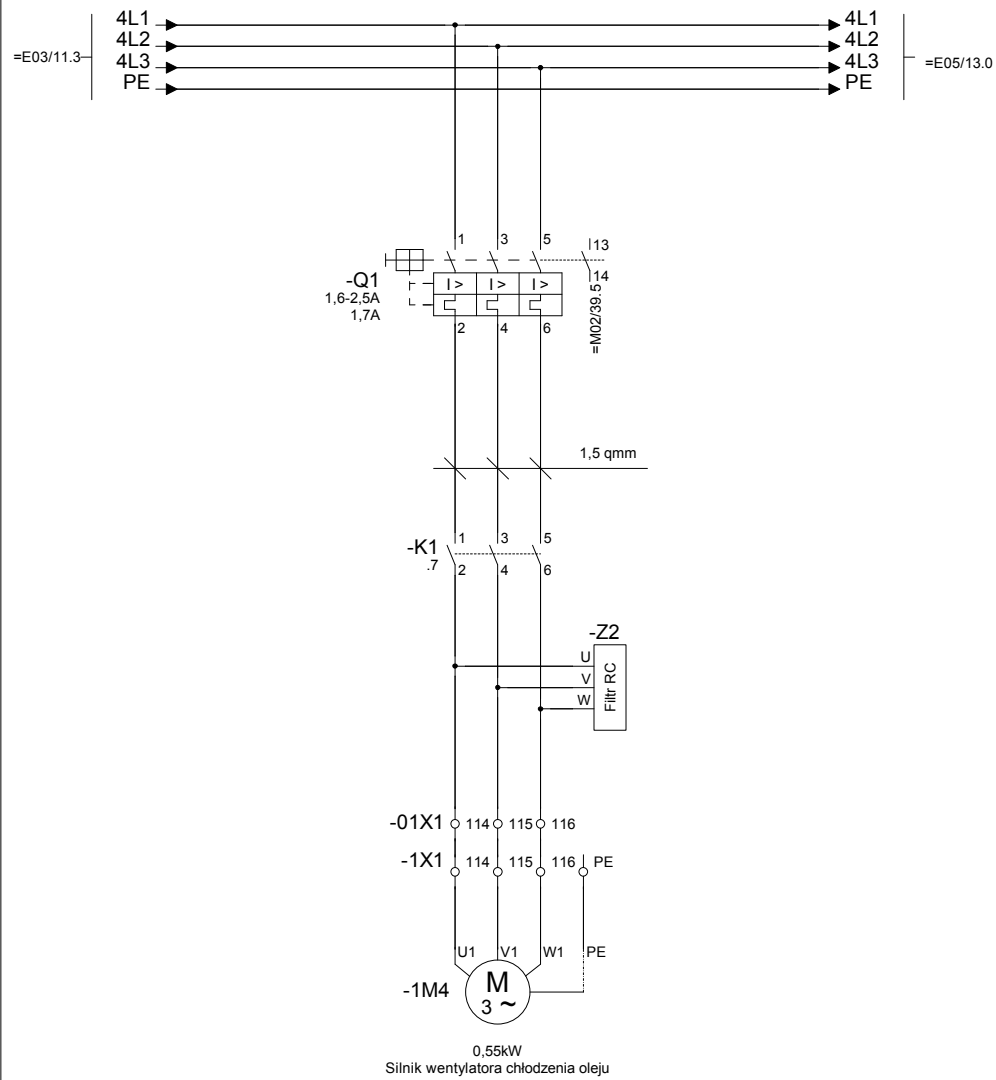 4L1 4L1
4L2 4L2
=E03/11.3 4L3 4L3 =E05/13.0
PE PE
1 3 5 13
-Q1 I > I > I > 14
1,6-2,5A
1,7A
2 4 6
=M02/39.5
1,5 qmm
1 3 5
-K1
.7 2 4 6
-Z2
U
V
W
Filtr RC
-01X1 114 115 116
-1X1 114 115 116 PE
U1 V1 W1 PE
-1M4 M
3 ~
0,55kW
Silnik wentylatora chłodzenia oleju